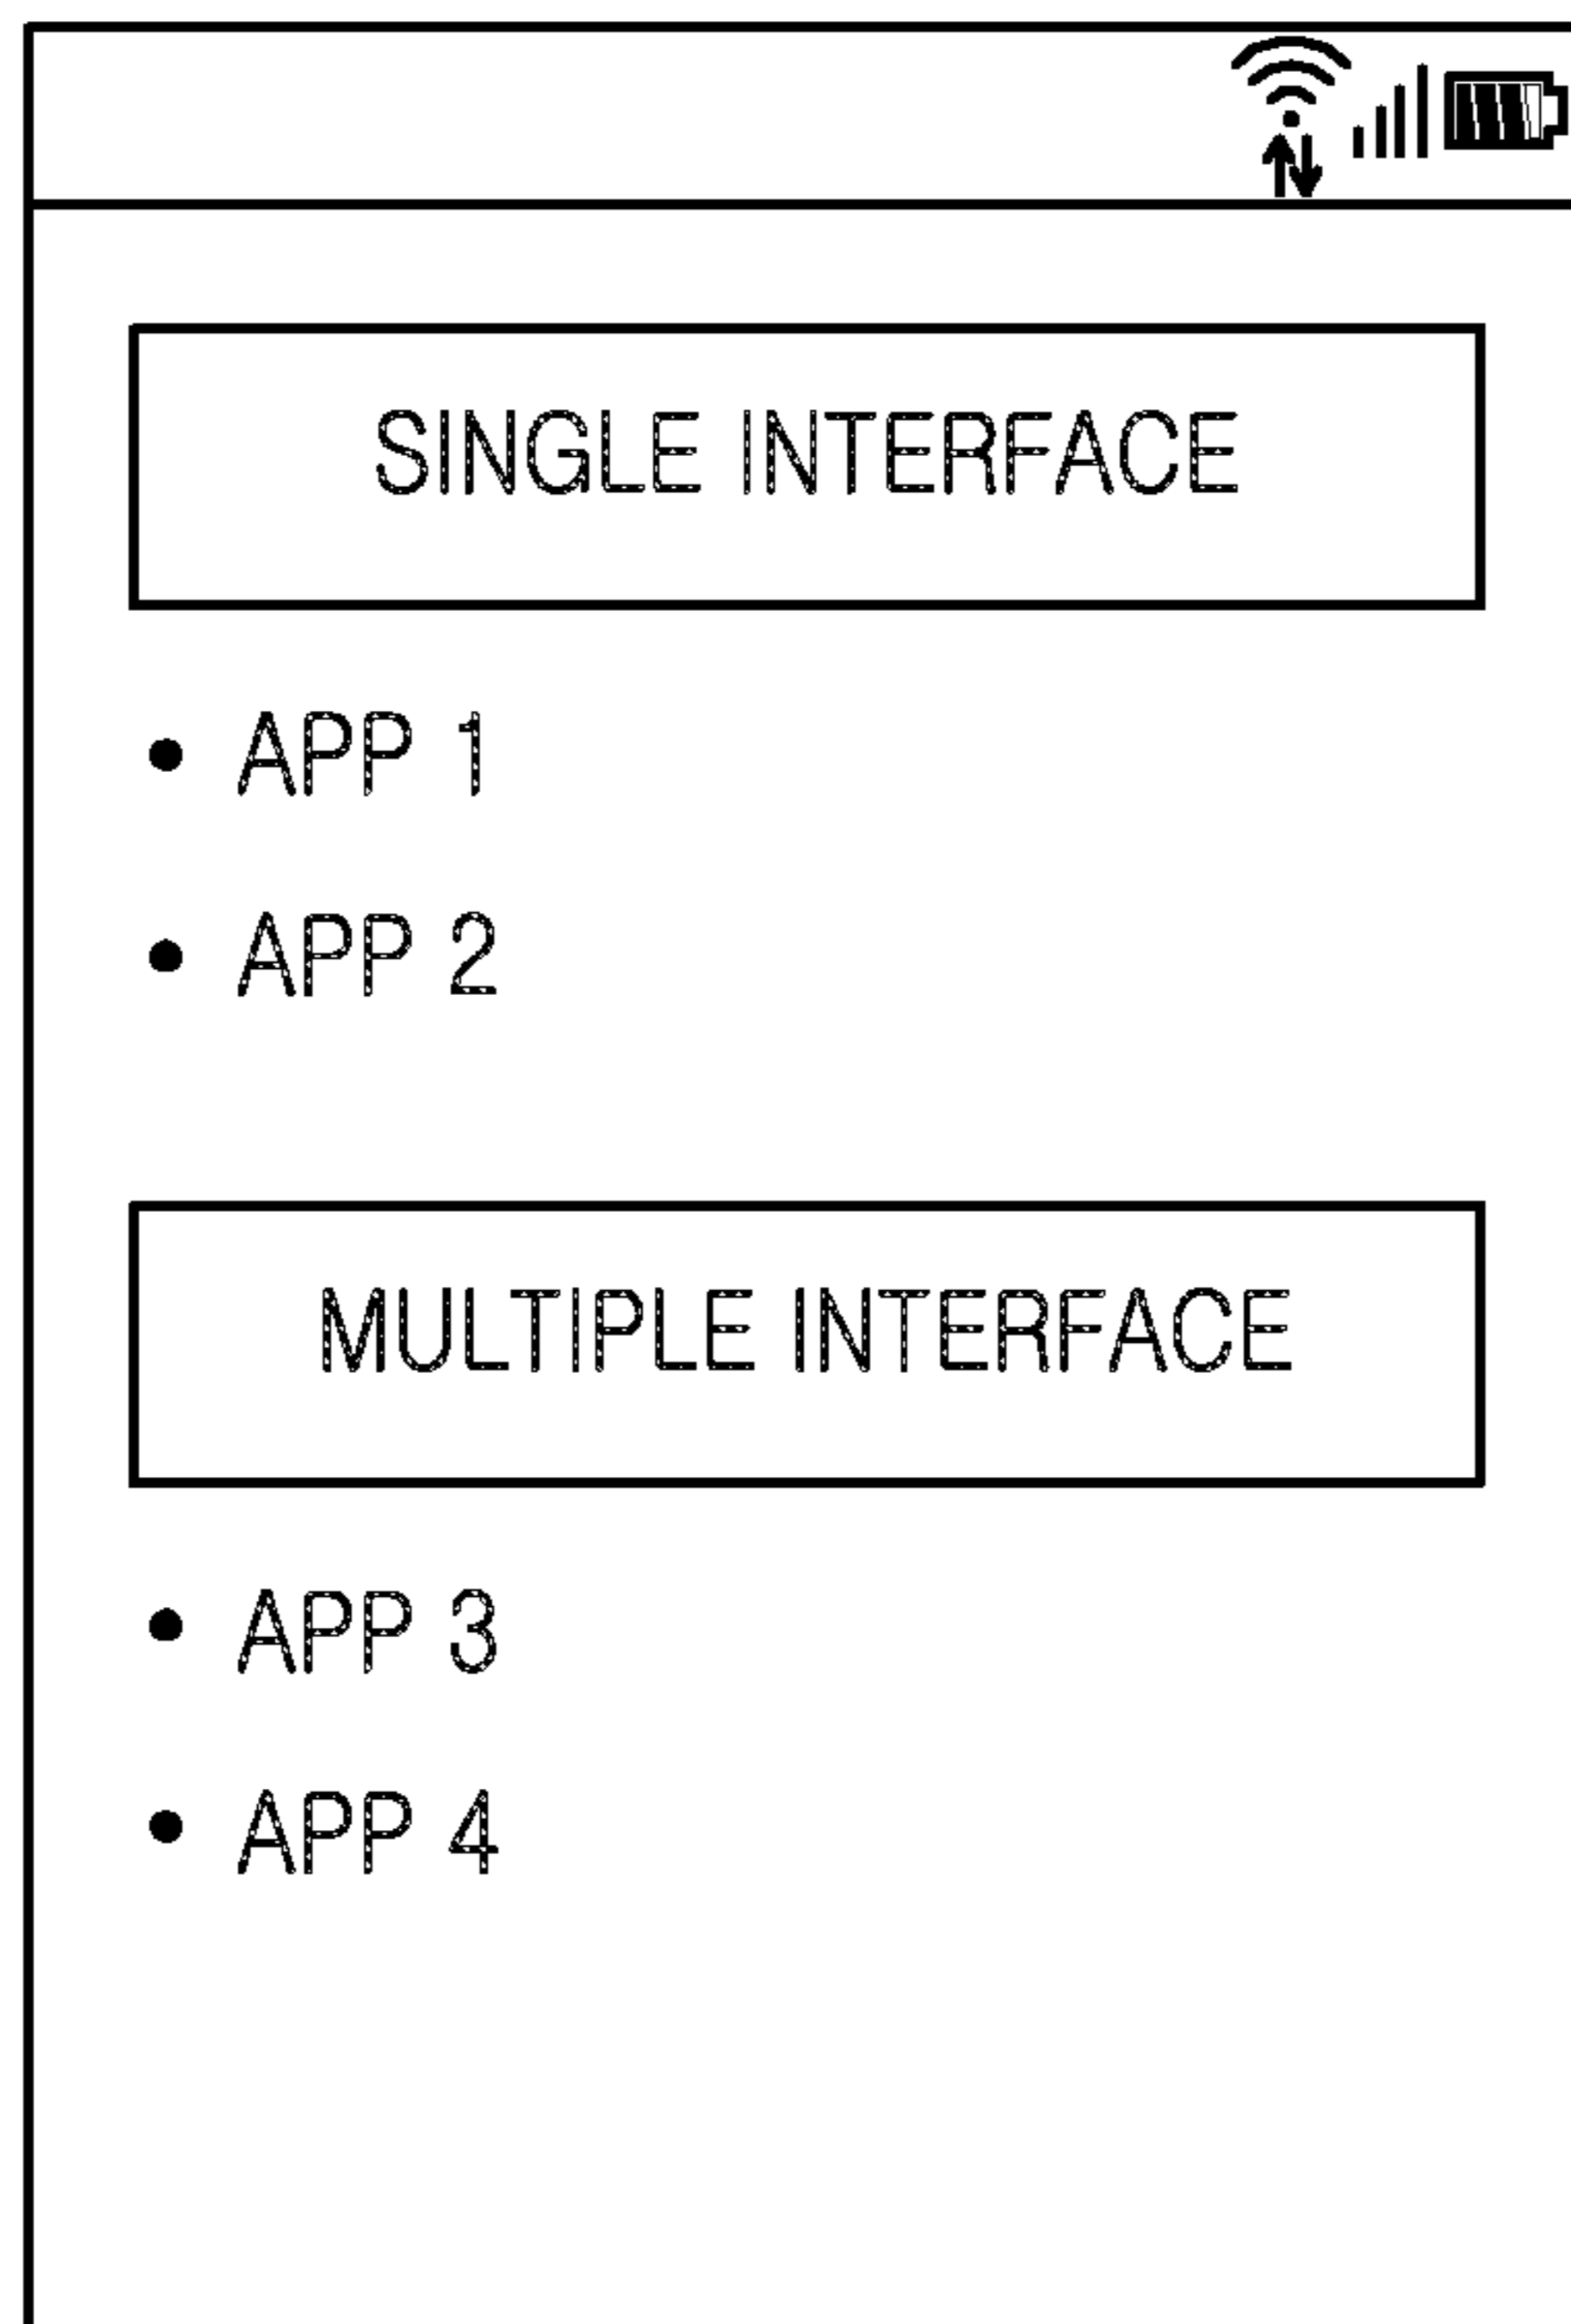 SINGLE INTERFACE
• APP 1
• APP 2
MULTIPLE INTERFACE
• APP 3
• APP 4